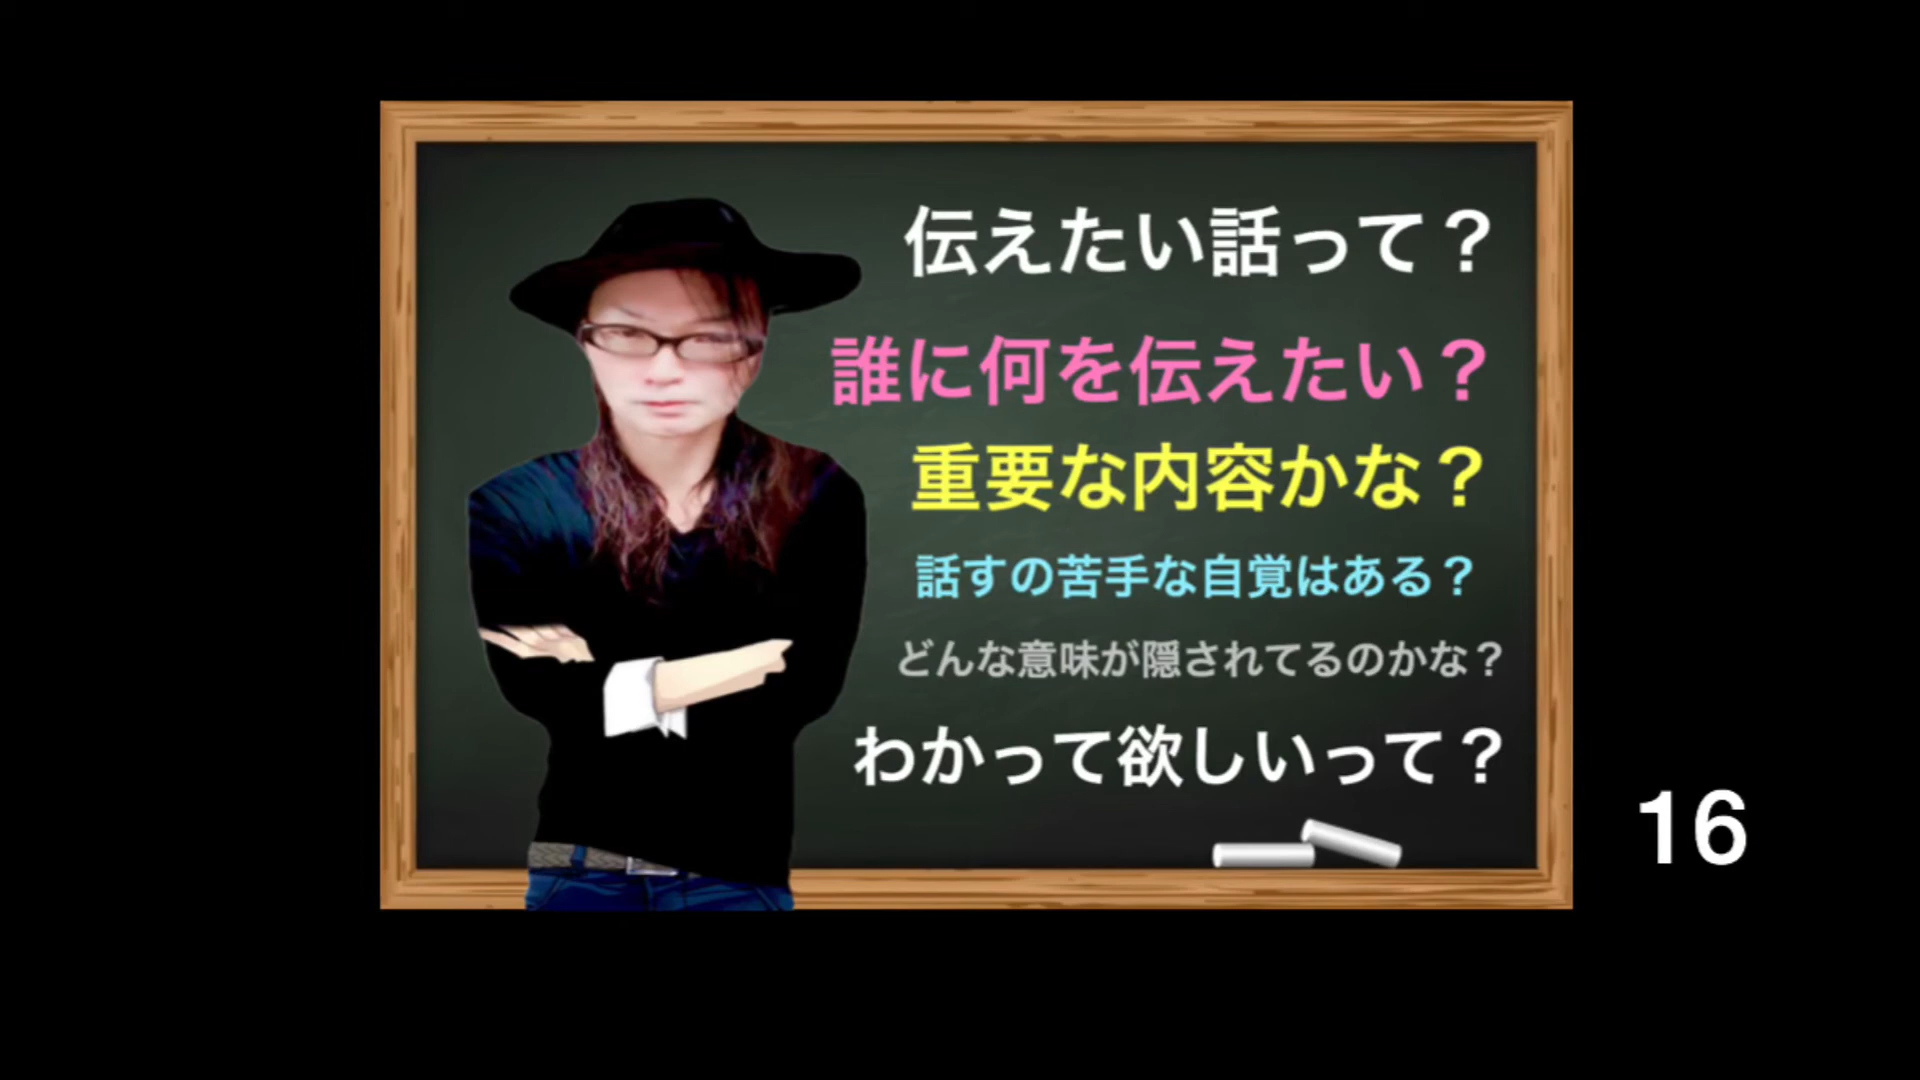 伝えたい話って？
誰に何を伝えたい？
重要な内容かな？
話すの苦手な自覚はある？
どんな意味が隠されてるのかな？
わかって欲しいって？
16